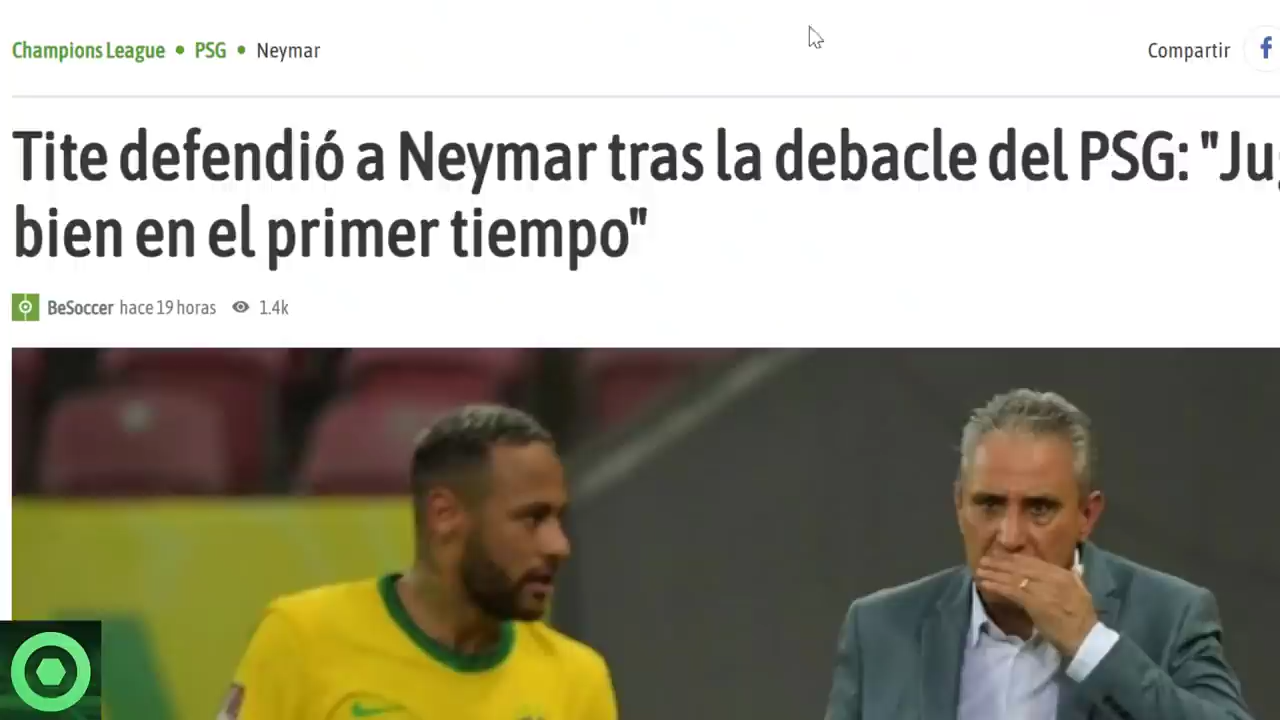 Champions League • PSG • Neymar
Compartir
Tite defendió a Neymar tras la debacle del PSG: "Ju
bien en el primer tiempo"
BeSoccer hace 19 horas 1.4k